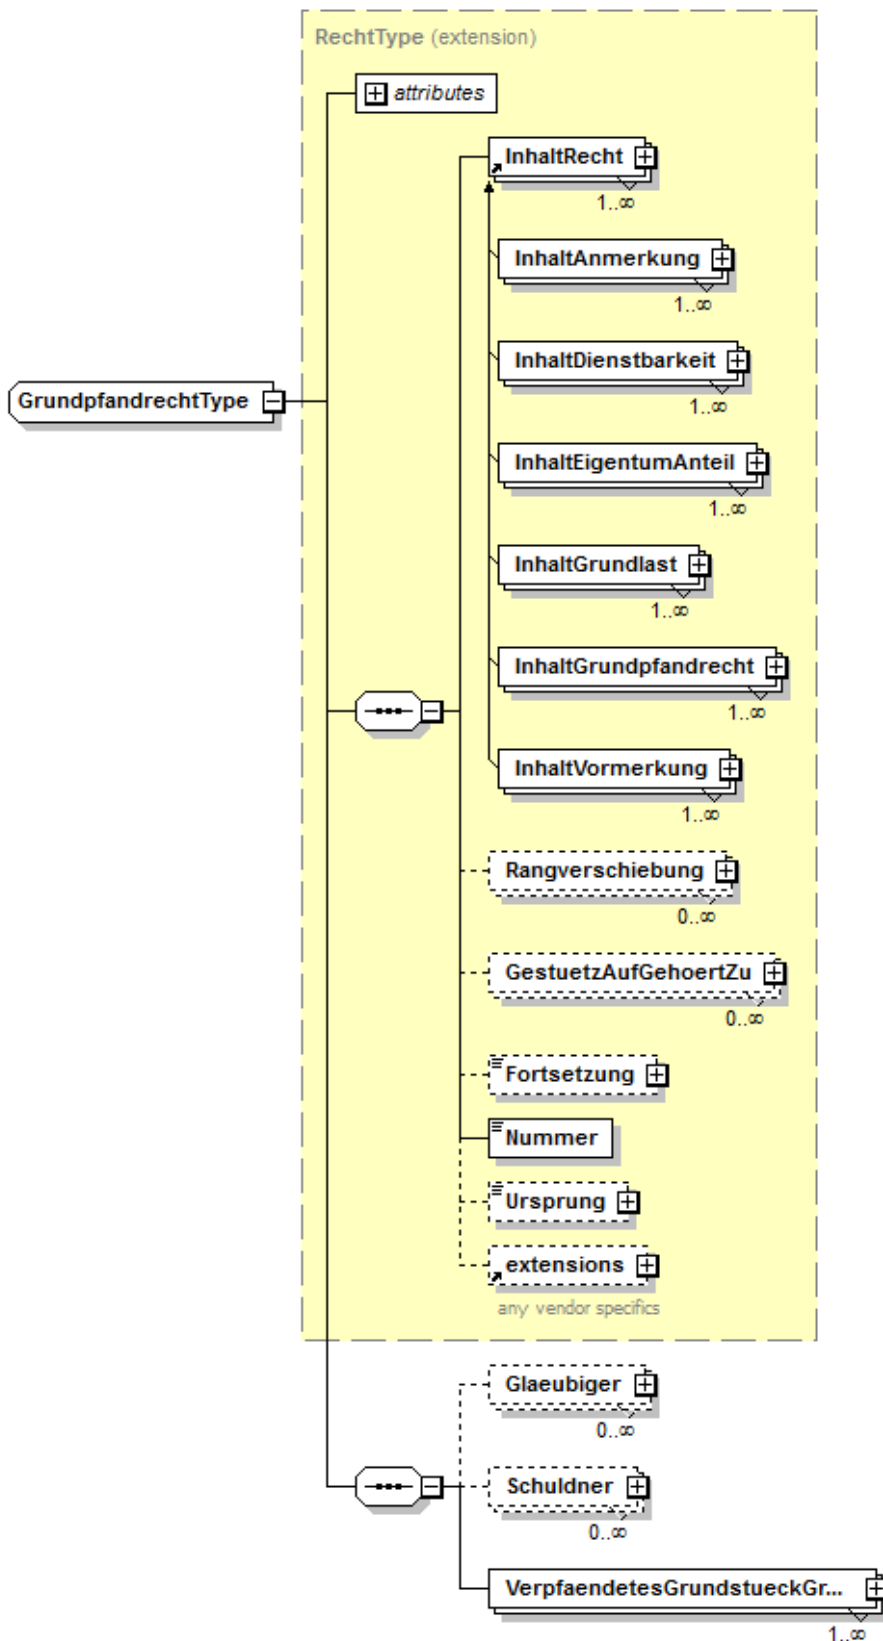 RechtType (extension)
attributes
InhaltRecht
1..∞
InhaltAnmerkung
1..∞
InhaltDienstbarkeit
1..∞
GrundpfandrechtType
InhaltEigentumAnteil
1..∞
InhaltGrundlast
1..∞
InhaltGrundpfandrecht
1..∞
InhaltVormerkung
1..∞
Rangverschiebung
0..∞
GestuetzAufGehoertZu
0..∞
Fortsetzung
Nummer
Ursprung
extensions
any vendor specifics
Glaeubiger
0..∞
Schuldner
0..∞
VerpfaendetesGrundstueckGr...
1..∞